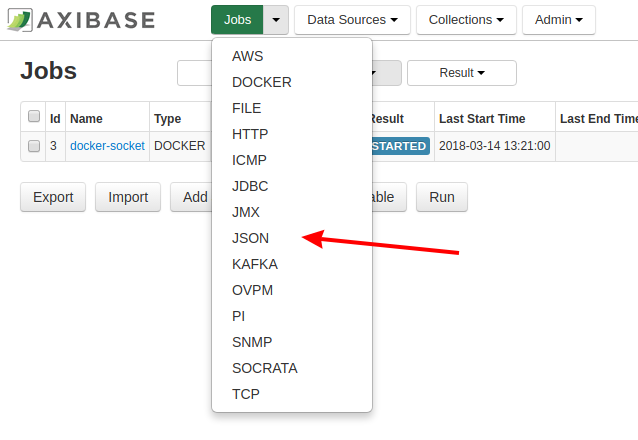 AXIBASE Jobs Data Sources Collections Admin
Jobs Result
Id Name Type Result Last Start Time Last End Time
3 docker-socket DOCKER STARTED 2018-03-14 13:21:00
Export Import Add Run
AWS
DOCKER
FILE
HTTP
ICMP
JDBC
JMX
JSON
KAFKA
OVPM
PI
SNMP
SOCRATA
TCP